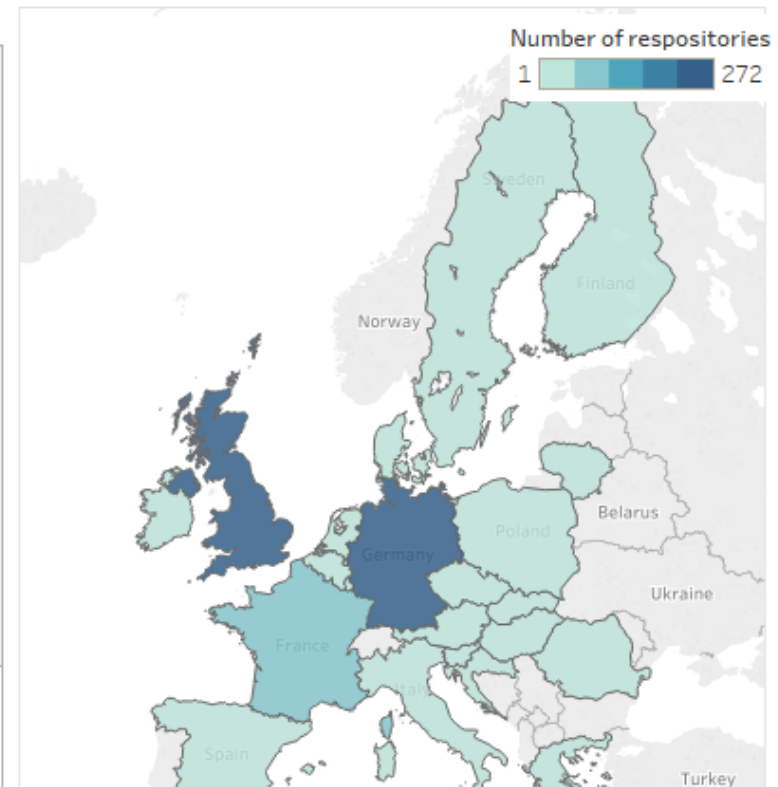 Number of respositories
1 272
Sweden
Finland
Norway
Poland
Belarus
Germany
Ukraine
France
Italy
Spain
Turkey